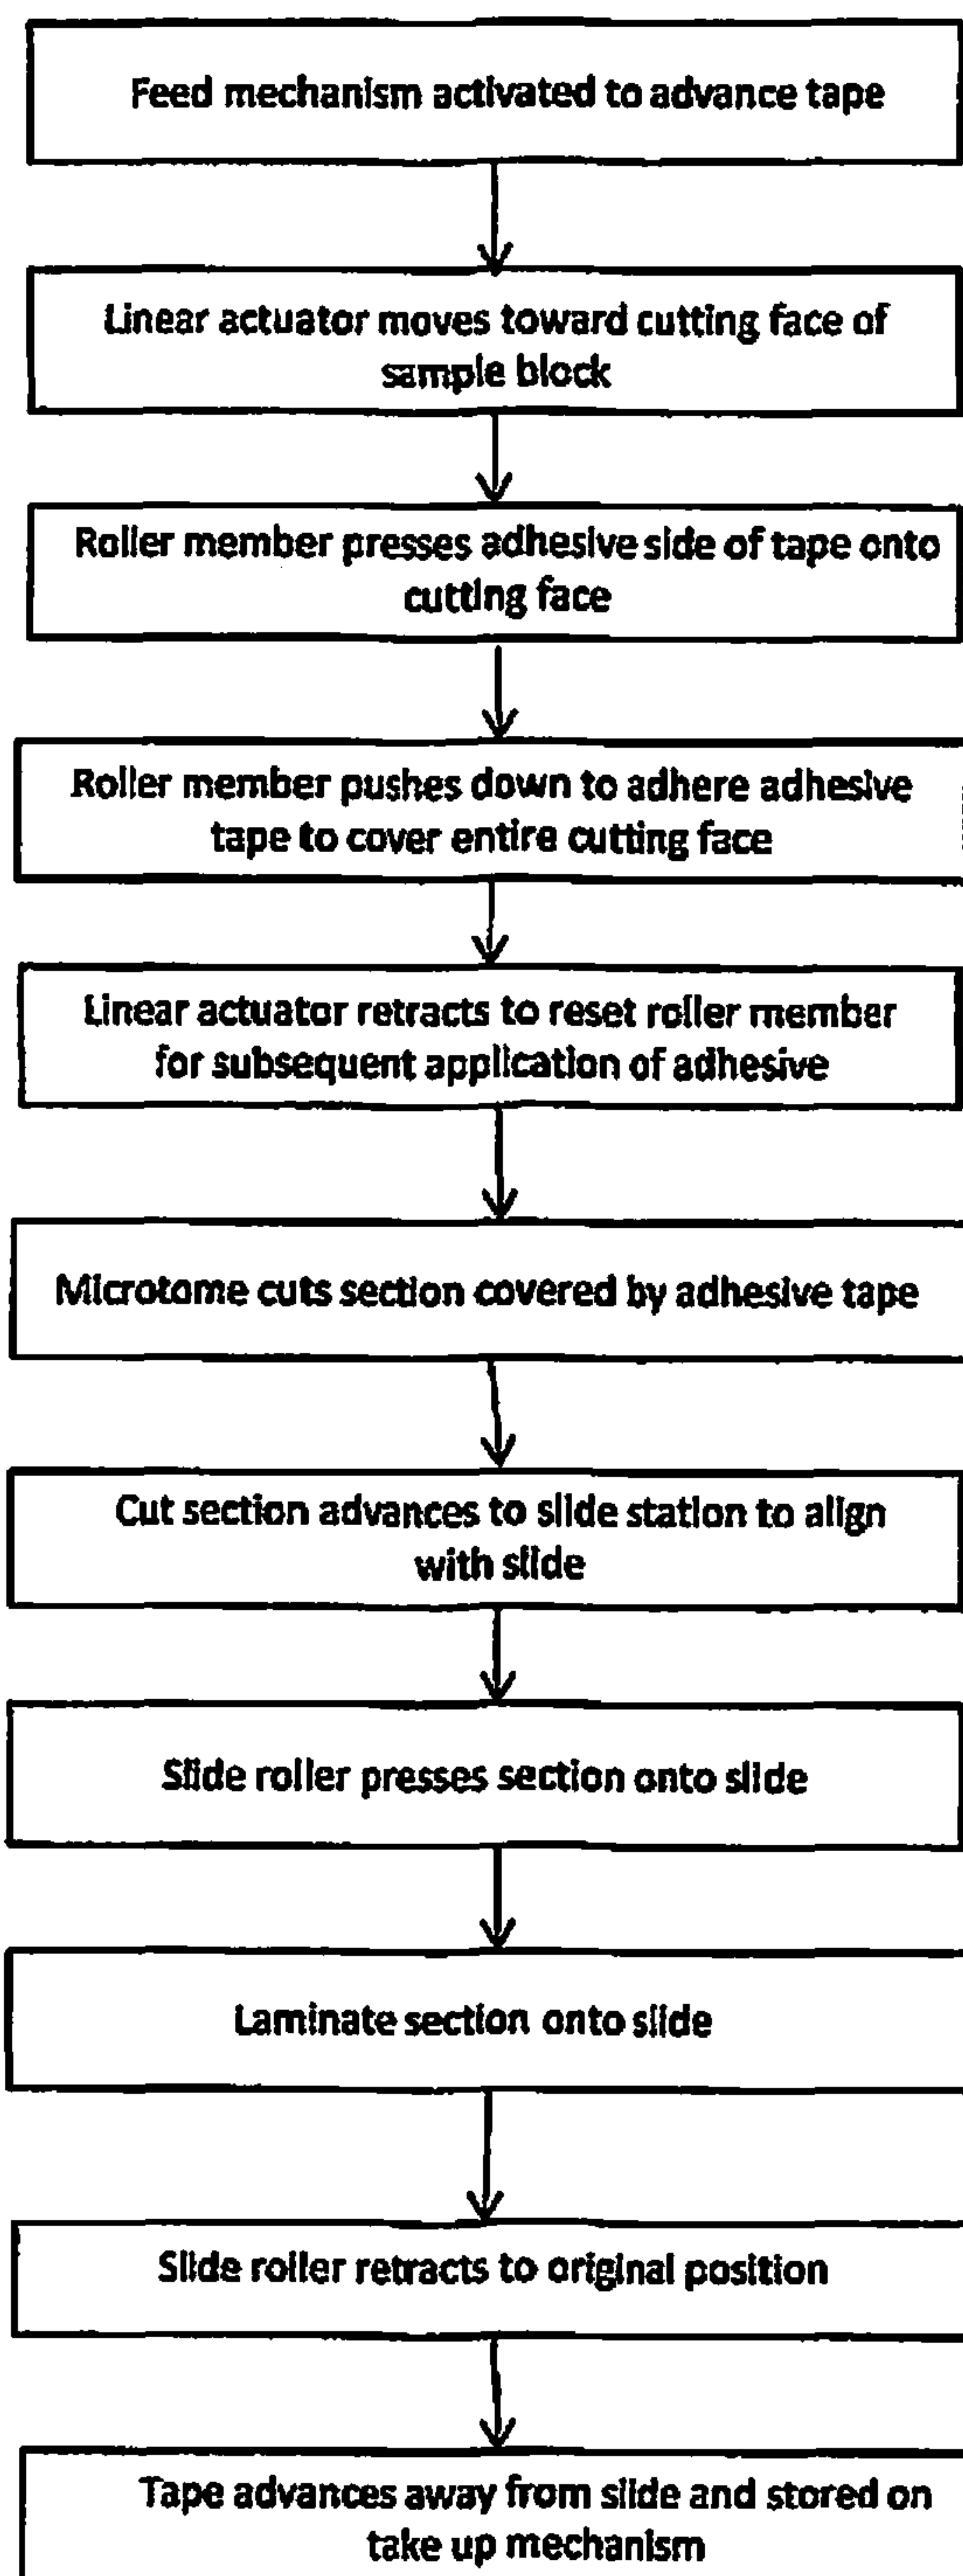 Feed mechanism activated to advance tape
Linear actuator moves toward cutting face of
sample block
Roller member presses adhesive side of tape onto
cutting face
Roller member pushes down to adhere adhesive
tape to cover entire cutting face
Linear actuator retracts to reset roller member
for subsequent application of adhesive
Microtome cuts section covered by adhesive tape
Cut section advances to slide station to align
with slide
Slide roller presses section onto slide
Laminate section onto slide
Slide roller retracts to original position
Tape advances away from slide and stored on
take up mechanism